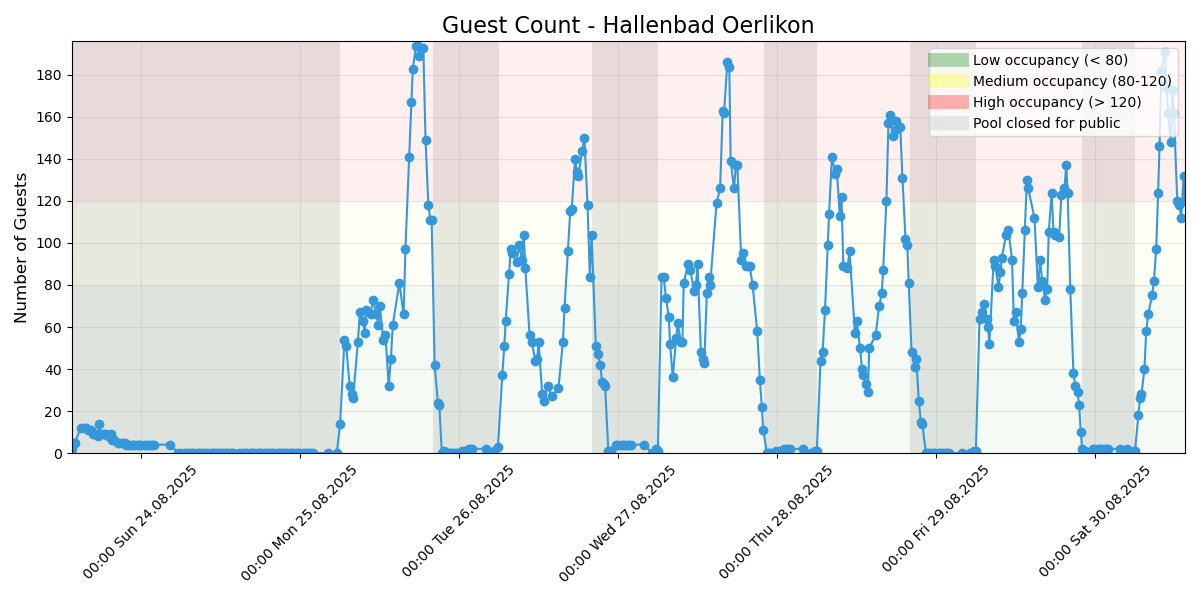 Guest Count - Hallenbad Oerlikon
Number of Guests
180
160
140
120
100
80
60
40
20
0
Low occupancy (< 80)
Medium occupancy (80-120)
High occupancy (> 120)
Pool closed for public
00:00 Sun 24.08.2025
00:00 Mon 25.08.2025
00:00 Tue 26.08.2025
00:00 Wed 27.08.2025
00:00 Thu 28.08.2025
00:00 Fri 29.08.2025
00:00 Sat 30.08.2025